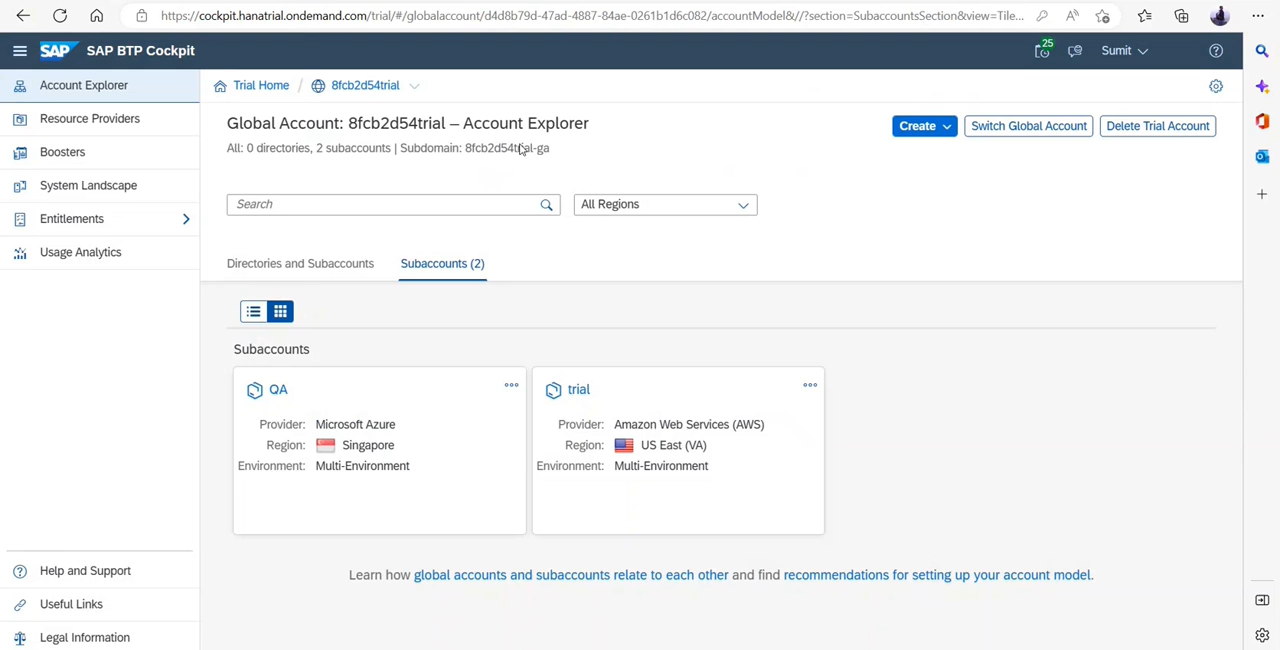 https://cockpit.hanatrial.ondemand.com/trial/#/globalaccount/d4d8b79d-47ad-4887-84ae-0261b1d6c082/accountModel&//?section=SubaccountsSection&view=Tile...
SAP SAP BTP Cockpit
25
Sumit
Account Explorer
Resource Providers
Boosters
System Landscape
Entitlements
Usage Analytics
Help and Support
Useful Links
Legal Information
Trial Home / 8fcb2d54trial
Global Account: 8fcb2d54trial – Account Explorer
All: 0 directories, 2 subaccounts | Subdomain: 8fcb2d54trial-ga
Create
Switch Global Account
Delete Trial Account
Search
All Regions
Directories and Subaccounts
Subaccounts (2)
Subaccounts
QA
Provider: Microsoft Azure
Region: Singapore
Environment: Multi-Environment
trial
Provider: Amazon Web Services (AWS)
Region: US East (VA)
Environment: Multi-Environment
Learn how global accounts and subaccounts relate to each other and find recommendations for setting up your account model.